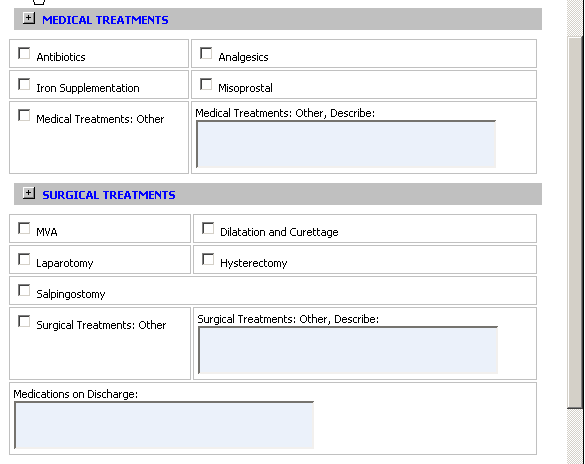 MEDICAL TREATMENTS
Antibiotics
Analgesics
Iron Supplementation
Misoprostal
Medical Treatments: Other
Medical Treatments: Other, Describe:
SURGICAL TREATMENTS
MVA
Dilatation and Curettage
Laparotomy
Hysterectomy
Salpingostomy
Surgical Treatments: Other
Surgical Treatments: Other, Describe:
Medications on Discharge: